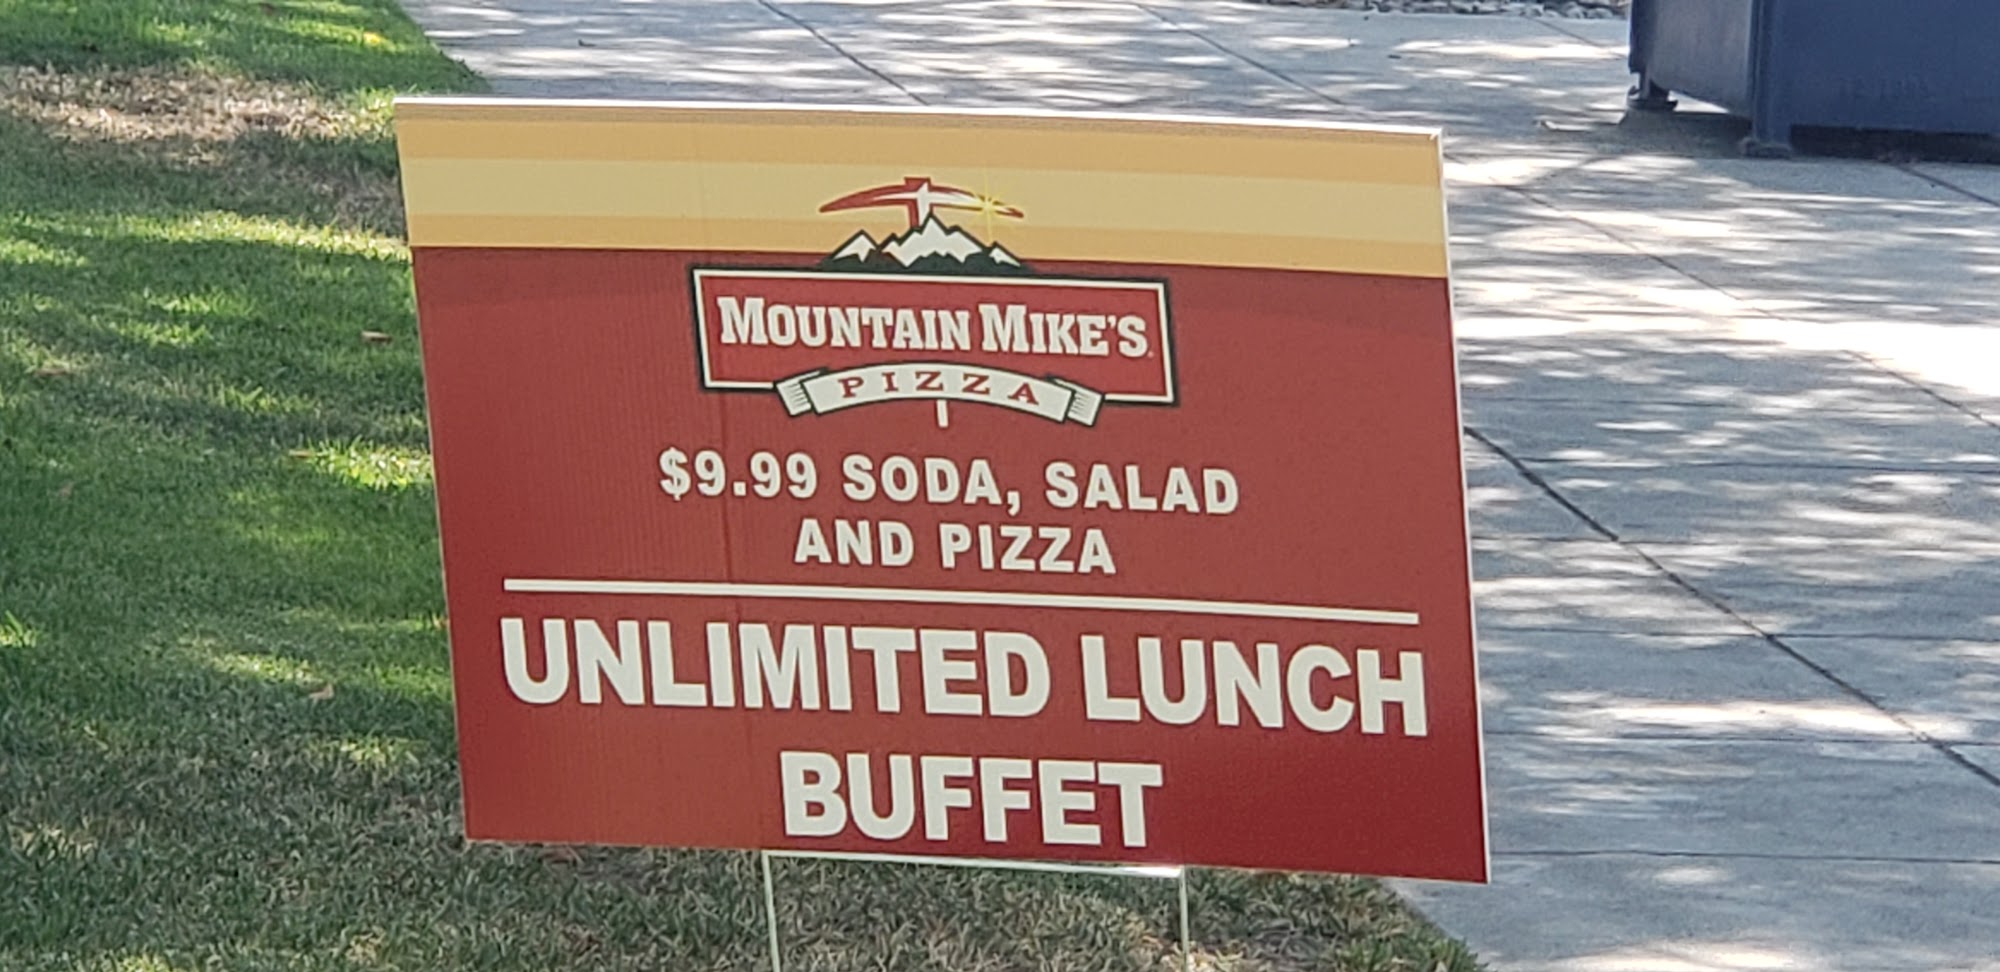 MOUNTAIN MIKE'S
PIZZA
$9.99 SODA, SALAD
AND PIZZA
UNLIMITED LUNCH
BUFFET